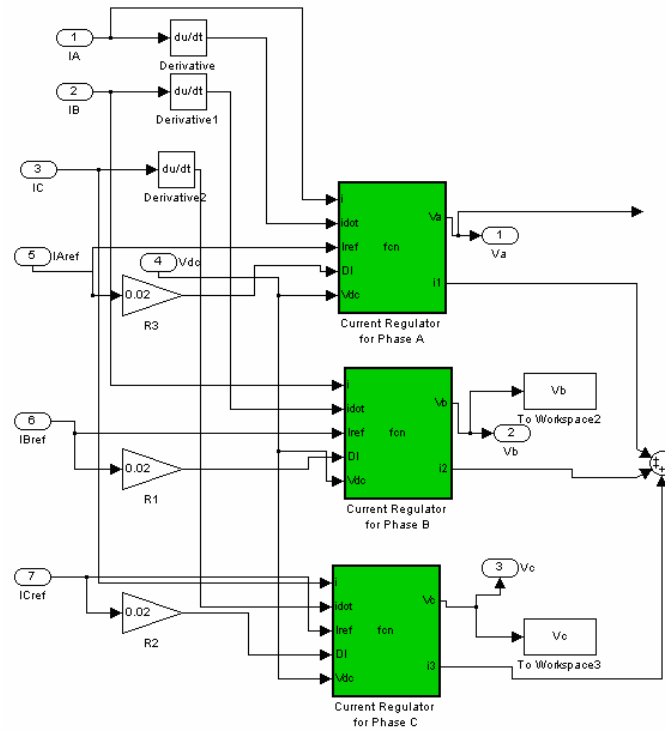 1
IA
du/dt
Derivative
2
IB
du/dt
Derivative1
3
IC
du/dt
Derivative2
5
IAref
4
Vdc
0.02
R3
i
idot
Iref
DI
Vdc
fcn
Va
i1
Current Regulator
for Phase A
1
Va
6
IBref
0.02
R1
i
idot
Iref
DI
Vdc
fcn
Vb
i2
Current Regulator
for Phase B
Vb
To Workspace2
2
Vb
7
ICref
0.02
R2
i
idot
Iref
DI
Vdc
fcn
Vc
i3
Current Regulator
for Phase C
3
Vc
Vc
To Workspace3